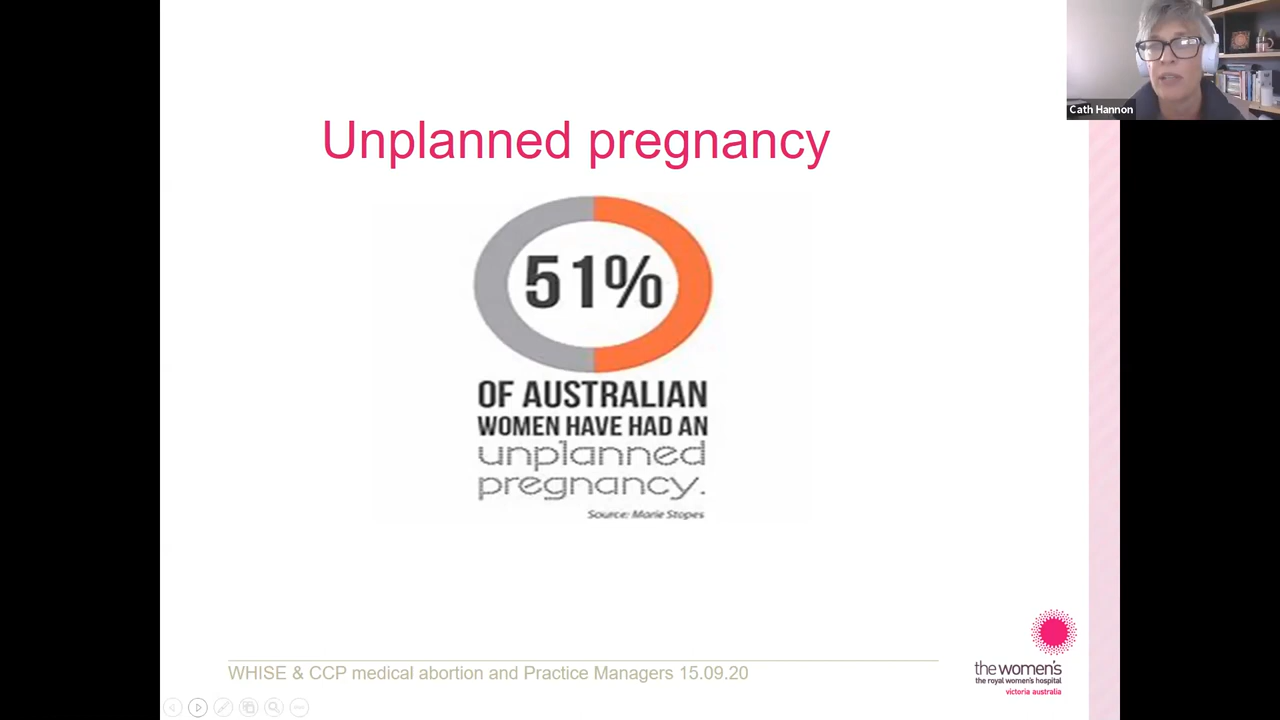 Cath Hannon
Unplanned pregnancy
51%
OF AUSTRALIAN
WOMEN HAVE HAD AN
unplanned
pregnancy.
Source: Marie Stopes
WHISE & CCP medical abortion and Practice Managers 15.09.20
the women's
the royal women's hospital
victoria australia